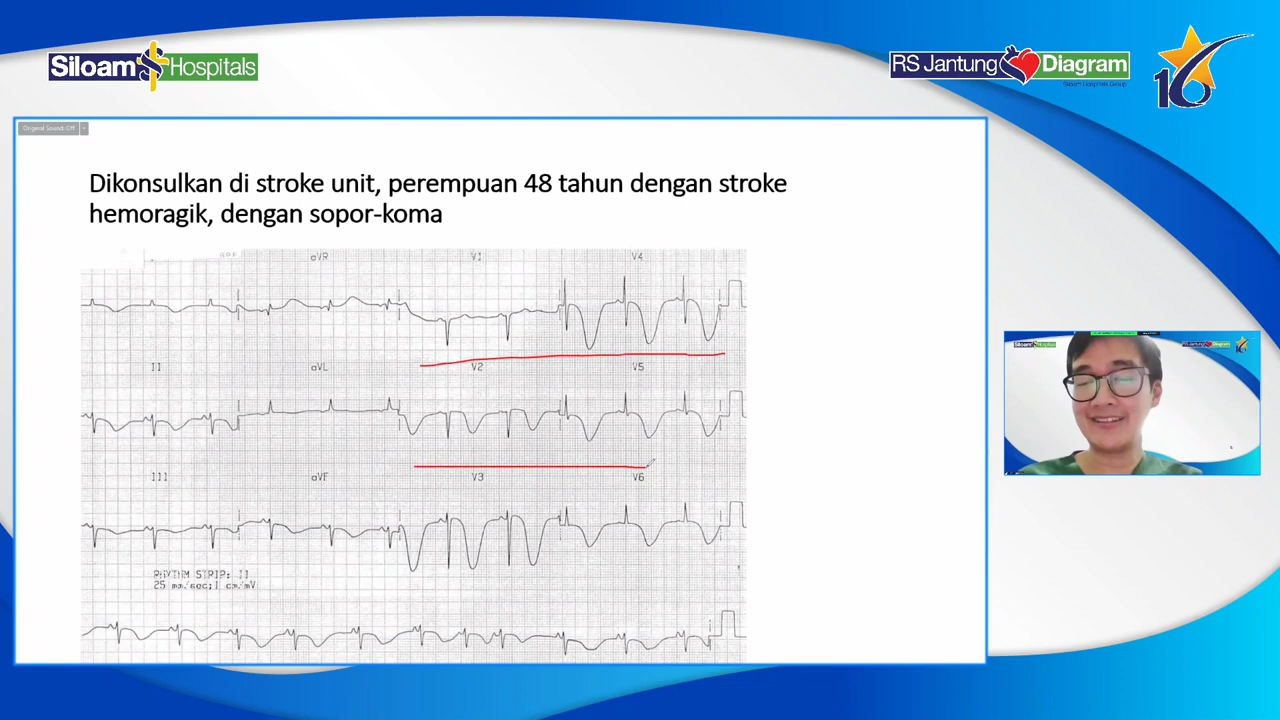 Siloam Hospitals
RS Jantung Diagram
Siloam Hospitals Group
16
Original Sound: Off
Dikonsulkan di stroke unit, perempuan 48 tahun dengan stroke
hemoragik, dengan sopor-koma
aVR V1 V4
II aVL V2 V5
III aVF V3 V6
RHYTHM STRIP: II
25 mm/sec;1 cm/mV